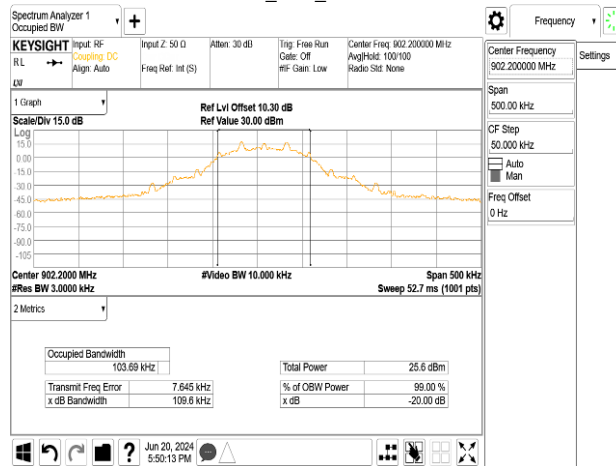 Spectrum Analyzer 1
Occupied BW
Frequency
KEYSIGHT
Input: RF
Coupling: DC
Align: Auto
Input Z: 50 Ω
Freq Ref: Int (S)
Atten: 30 dB
Trig: Free Run
Gate: Off
#IF Gain: Low
Center Freq: 902.200000 MHz
Avg|Hold: 100/100
Radio Std: None
RL
Center Frequency
902.200000 MHz
Settings
Span
500.00 kHz
CF Step
50.000 kHz
Auto
Man
Freq Offset
0 Hz
1 Graph
Scale/Div 15.0 dB
Ref Lvl Offset 10.30 dB
Ref Value 30.00 dBm
Log
15.0
0.00
-15.0
-30.0
-45.0
-60.0
-75.0
-90.0
-105
Center 902.2000 MHz
#Video BW 10.000 kHz
Span 500 kHz
#Res BW 3.0000 kHz
Sweep 52.7 ms (1001 pts)
2 Metrics
Occupied Bandwidth
103.69 kHz
Total Power 25.6 dBm
Transmit Freq Error 7.645 kHz
% of OBW Power 99.00 %
x dB Bandwidth 109.6 kHz
x dB -20.00 dB
?
Jun 20, 2024
5:50:13 PM